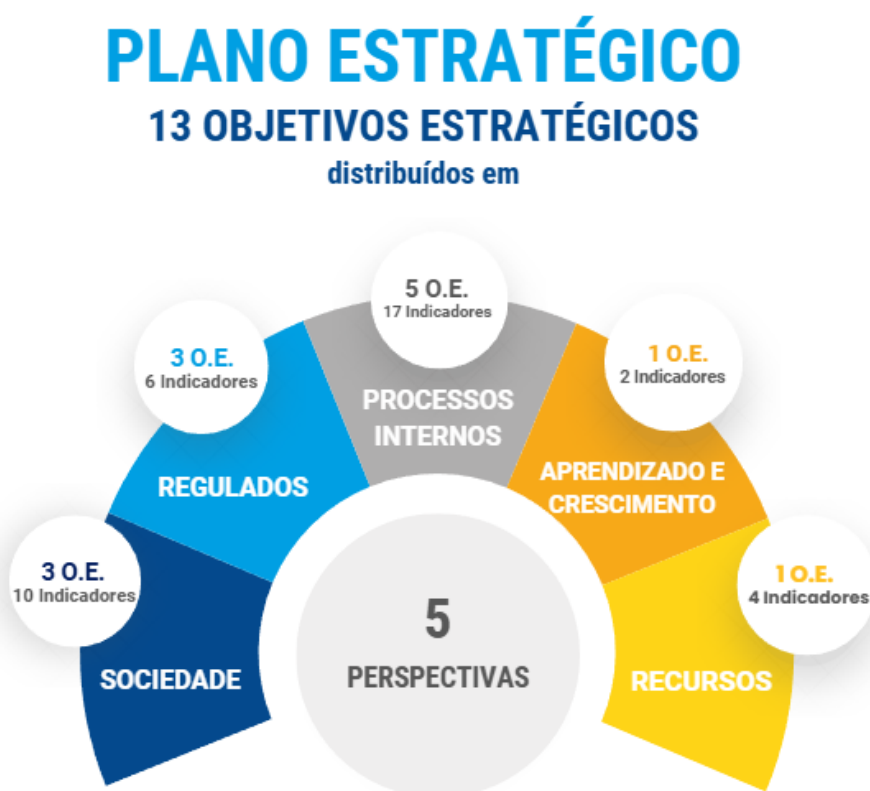 PLANO ESTRATÉGICO
13 OBJETIVOS ESTRATÉGICOS
distribuídos em
3 O.E.
10 Indicadores
SOCIEDADE
3 O.E.
6 Indicadores
REGULADOS
5 O.E.
17 Indicadores
PROCESSOS
INTERNOS
1 O.E.
2 Indicadores
APRENDIZADO E
CRESCIMENTO
1 O.E.
4 Indicadores
RECURSOS
5
PERSPECTIVAS